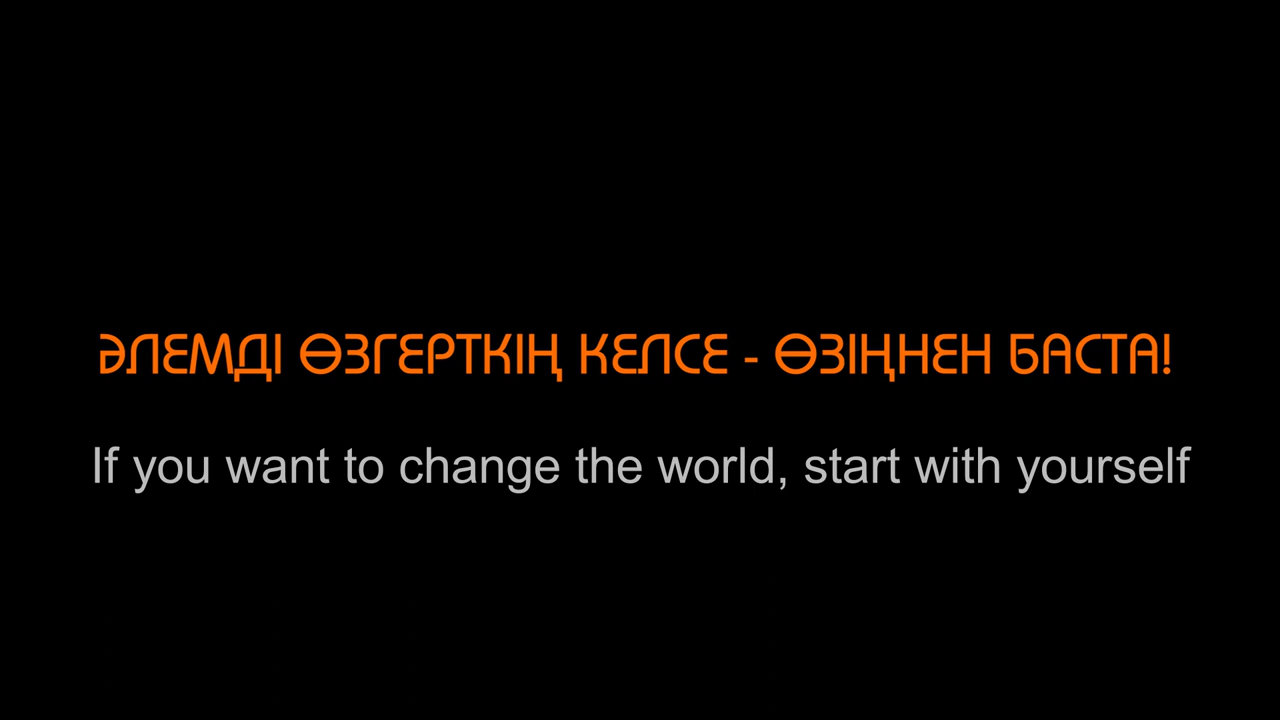 ӘЛЕМДІ ӨЗГЕРТКІҢ КЕЛСЕ - ӨЗІҢНЕН БАСТА!
If you want to change the world, start with yourself